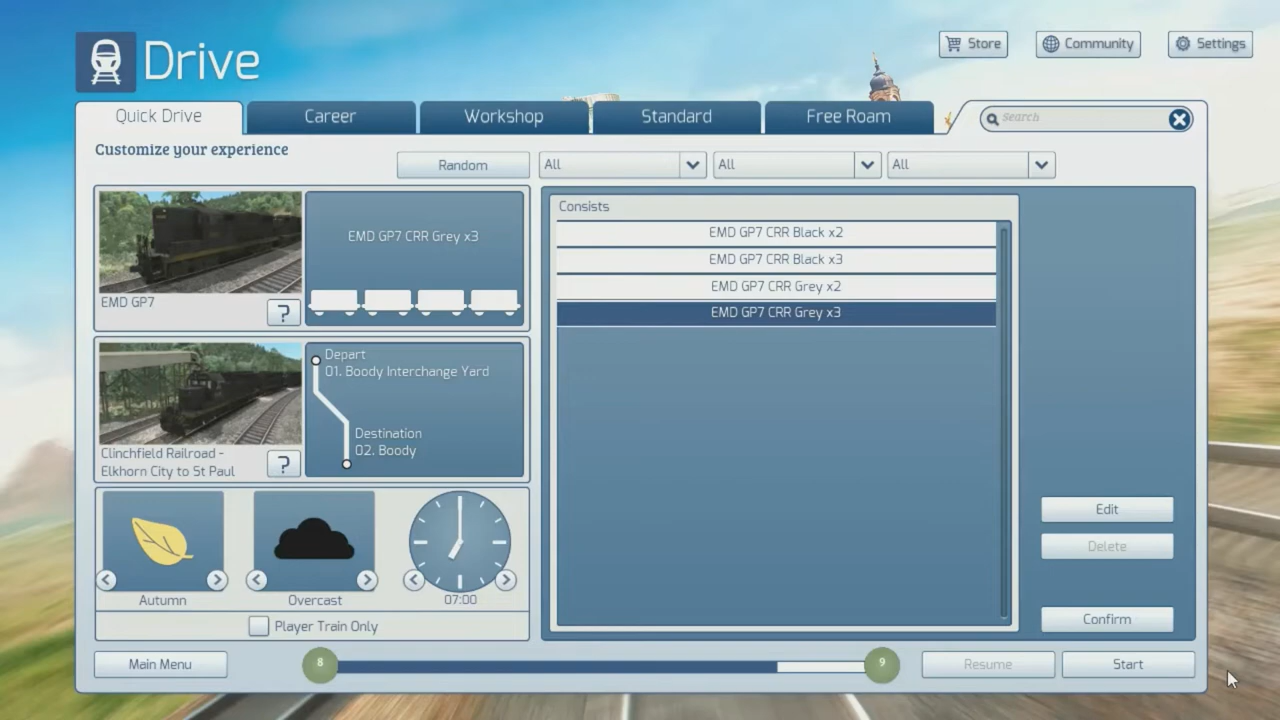 Drive
Store
Community
Settings
Quick Drive
Career
Workshop
Standard
Free Roam
search
Customize your experience
Random
All
All
All
EMD GP7 CRR Grey x3
EMD GP7
?
Depart
01. Boody Interchange Yard
Destination
02. Boody
Clinchfield Railroad -
Elkhorn City to St Paul
?
Autumn
Overcast
07:00
Player Train Only
Consists
EMD GP7 CRR Black x2
EMD GP7 CRR Black x3
EMD GP7 CRR Grey x2
EMD GP7 CRR Grey x3
Edit
Delete
Confirm
Main Menu
8
9
Resume
Start